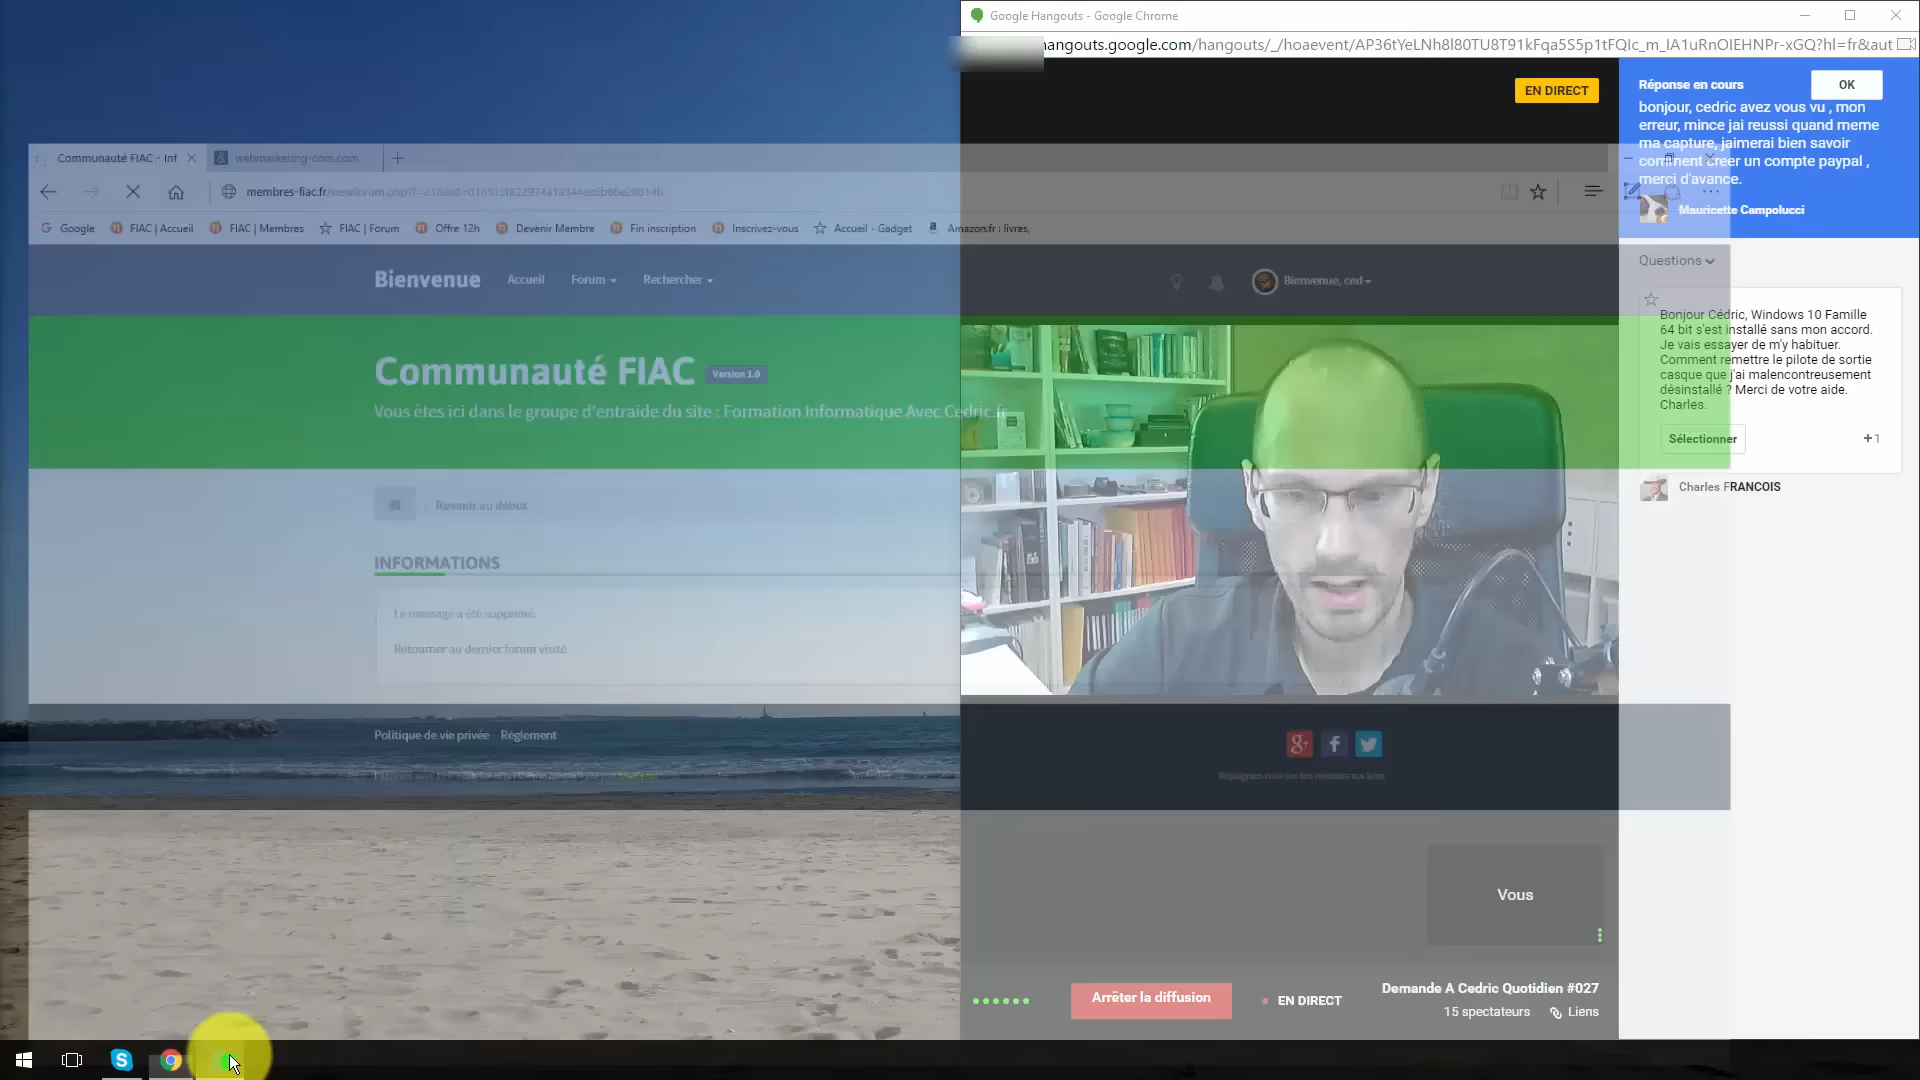 Google Hangouts - Google Chrome
hangouts.google.com/hangouts/_/hoaevent/AP36tYeLNh8l80TU8T91kFqa5S5p1tFQIc_m_IA1uRnOIEHNPr-xGQ?hl=fr&aut
EN DIRECT
Réponse en cours
OK
bonjour, cedric avez vous vu , mon
erreur, mince jai reussi quand meme
ma capture, jaimerai bien savoir
comment creer un compte paypal ,
merci d'avance.
Mauricette Campolucci
Communauté FIAC - Inf
webmarketing-com.com
membres-fiac.fr
Google
FIAC | Accueil
FIAC | Membres
FIAC | Forum
Offre 12h
Devenir Membre
Fin inscription
Inscrivez-vous
Accueil - Gadget
Amazon.fr : livres,
Bienvenue
Accueil
Forum
Rechercher
Bienvenue, ced
Communauté FIAC
Version 1.0
Vous êtes ici dans le groupe d'entraide du site : Formation Informatique Avec Cedric.fr
Revenir au début
INFORMATIONS
Le message a été supprimé.
Retourner au dernier forum visité
Politique de vie privée
Règlement
Questions
Bonjour Cédric, Windows 10 Famille
64 bit s'est installé sans mon accord.
Je vais essayer de m'y habituer.
Comment remettre le pilote de sortie
casque que j'ai malencontreusement
désinstallé ? Merci de votre aide.
Charles.
Sélectionner
+1
Charles FRANCOIS
Vous
Arrêter la diffusion
EN DIRECT
Demande A Cedric Quotidien #027
15 spectateurs
Liens